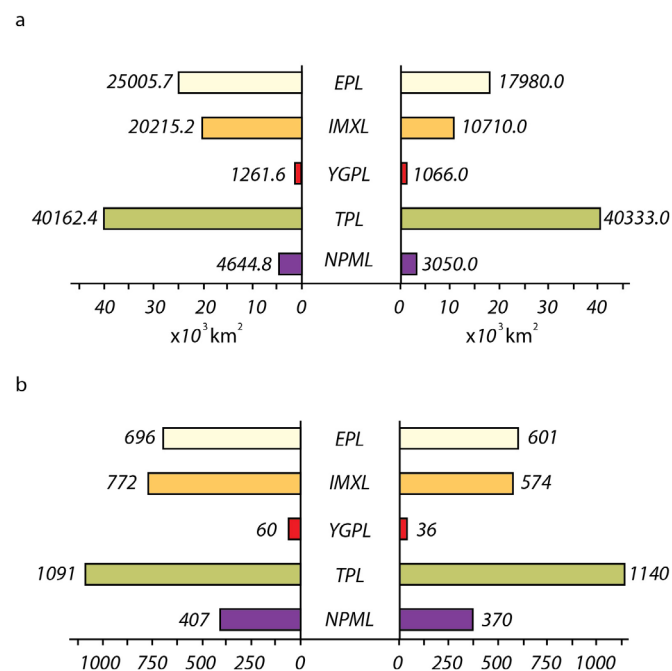 a
25005.7 EPL 17980.0
20215.2 IMXL 10710.0
1261.6 YGPL 1066.0
40162.4 TPL 40333.0
4644.8 NPML 3050.0
40 30 20 10 0 0 10 20 30 40
x10³km² x10³km²
b
696 EPL 601
772 IMXL 574
60 YGPL 36
1091 TPL 1140
407 NPML 370
1000 750 500 250 0 0 250 500 750 1000